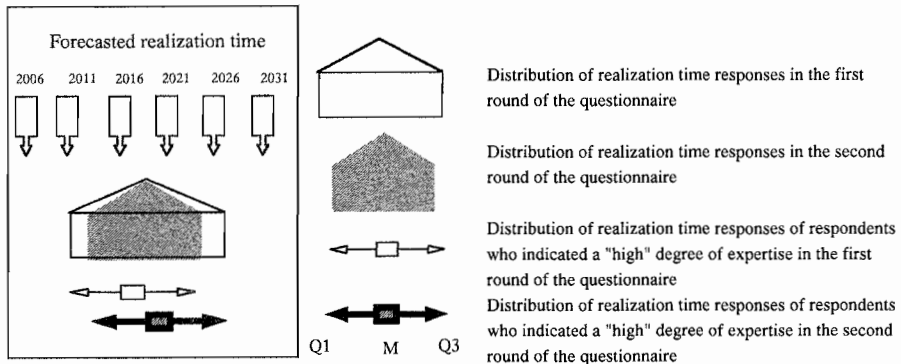 Forecasted realization time
2006 2011 2016 2021 2026 2031
Distribution of realization time responses in the first
round of the questionnaire
Distribution of realization time responses in the second
round of the questionnaire
Distribution of realization time responses of respondents
who indicated a "high" degree of expertise in the first
round of the questionnaire
Distribution of realization time responses of respondents
who indicated a "high" degree of expertise in the second
round of the questionnaire
Q1 M Q3